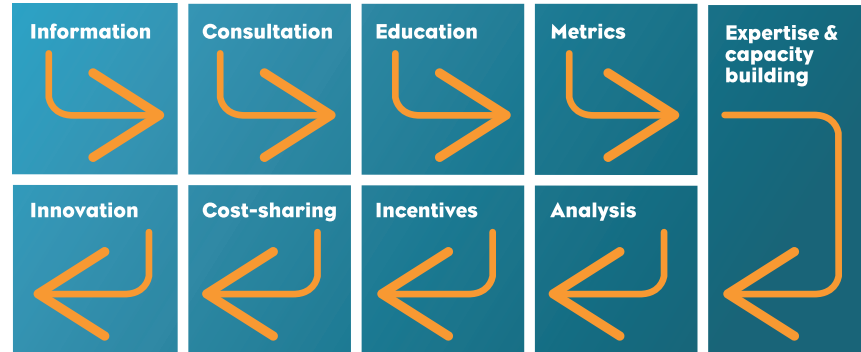 Information
Consultation
Education
Metrics
Expertise &
capacity
building
Innovation
Cost-sharing
Incentives
Analysis